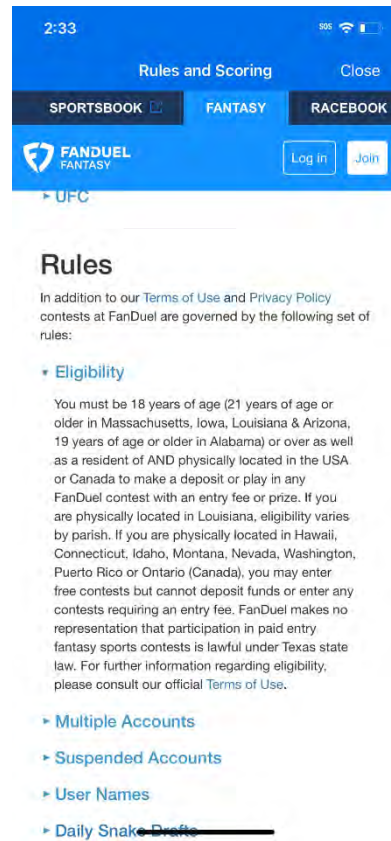 2:33
SOS
Rules and Scoring
Close
SPORTSBOOK
FANTASY
RACEBOOK
FANDUEL
FANTASY
Log in
Join
UFC
Rules
In addition to our Terms of Use and Privacy Policy
contests at FanDuel are governed by the following set of
rules:
Eligibility
You must be 18 years of age (21 years of age or
older in Massachusetts, Iowa, Louisiana & Arizona,
19 years of age or older in Alabama) or over as well
as a resident of AND physically located in the USA
or Canada to make a deposit or play in any
FanDuel contest with an entry fee or prize. If you
are physically located in Louisiana, eligibility varies
by parish. If you are physically located in Hawaii,
Connecticut, Idaho, Montana, Nevada, Washington,
Puerto Rico or Ontario (Canada), you may enter
free contests but cannot deposit funds or enter any
contests requiring an entry fee. FanDuel makes no
representation that participation in paid entry
fantasy sports contests is lawful under Texas state
law. For further information regarding eligibility,
please consult our official Terms of Use.
Multiple Accounts
Suspended Accounts
User Names
Daily Snake Drafts